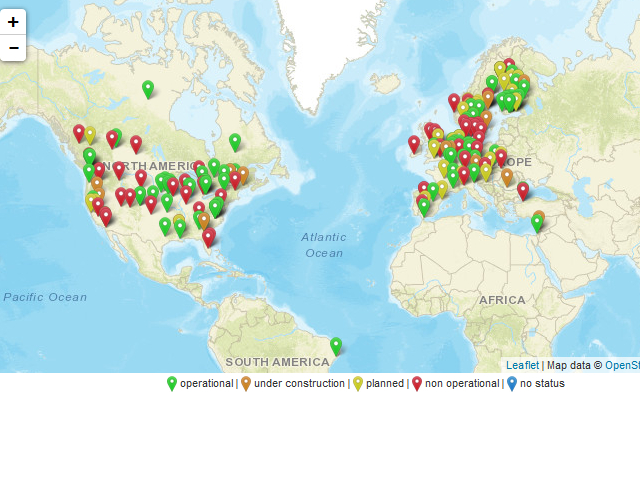 +
−
NORTH AMERICA
OPE
Atlantic
Ocean
Pacific Ocean
AFRICA
SOUTH AMERICA
Leaflet | Map data © OpenSt
operational | under construction | planned | non operational | no status